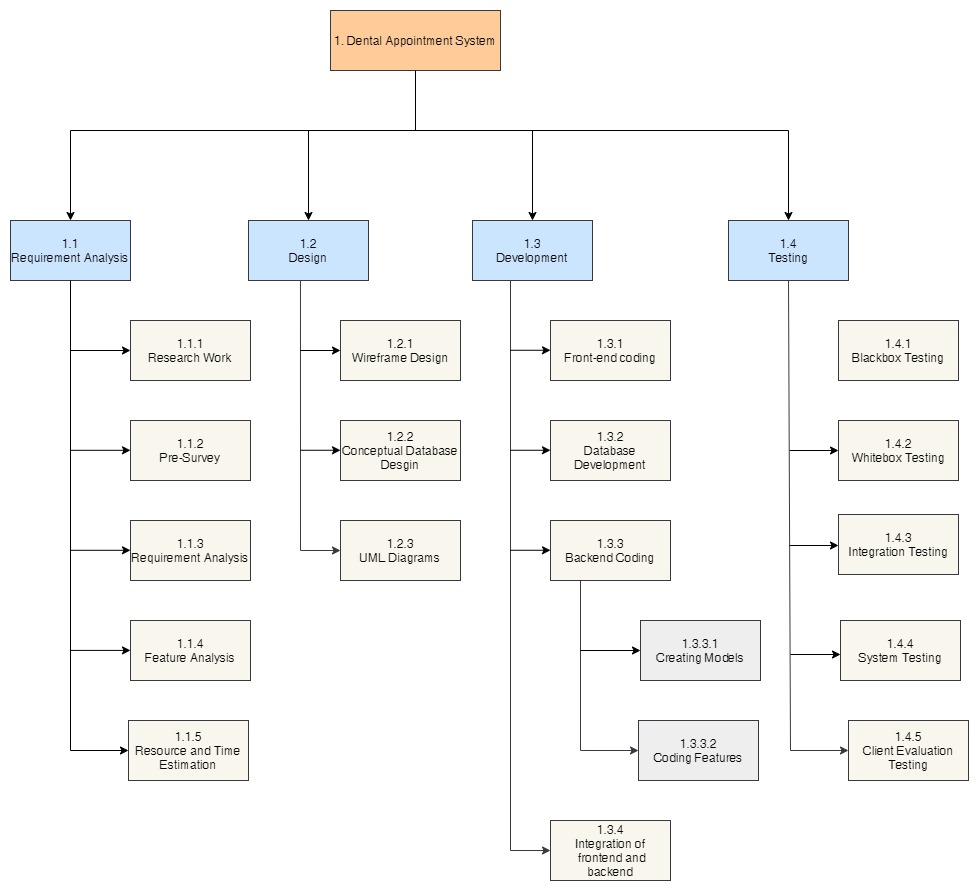 1. Dental Appointment System
1.1
Requirement Analysis
1.2
Design
1.3
Development
1.4
Testing
1.1.1
Research Work
1.1.2
Pre-Survey
1.1.3
Requirement Analysis
1.1.4
Feature Analysis
1.1.5
Resource and Time
Estimation
1.2.1
Wireframe Design
1.2.2
Conceptual Database
Desgin
1.2.3
UML Diagrams
1.3.1
Front-end coding
1.3.2
Database
Development
1.3.3
Backend Coding
1.3.3.1
Creating Models
1.3.3.2
Coding Features
1.3.4
Integration of
frontend and
backend
1.4.1
Blackbox Testing
1.4.2
Whitebox Testing
1.4.3
Integration Testing
1.4.4
System Testing
1.4.5
Client Evaluation
Testing